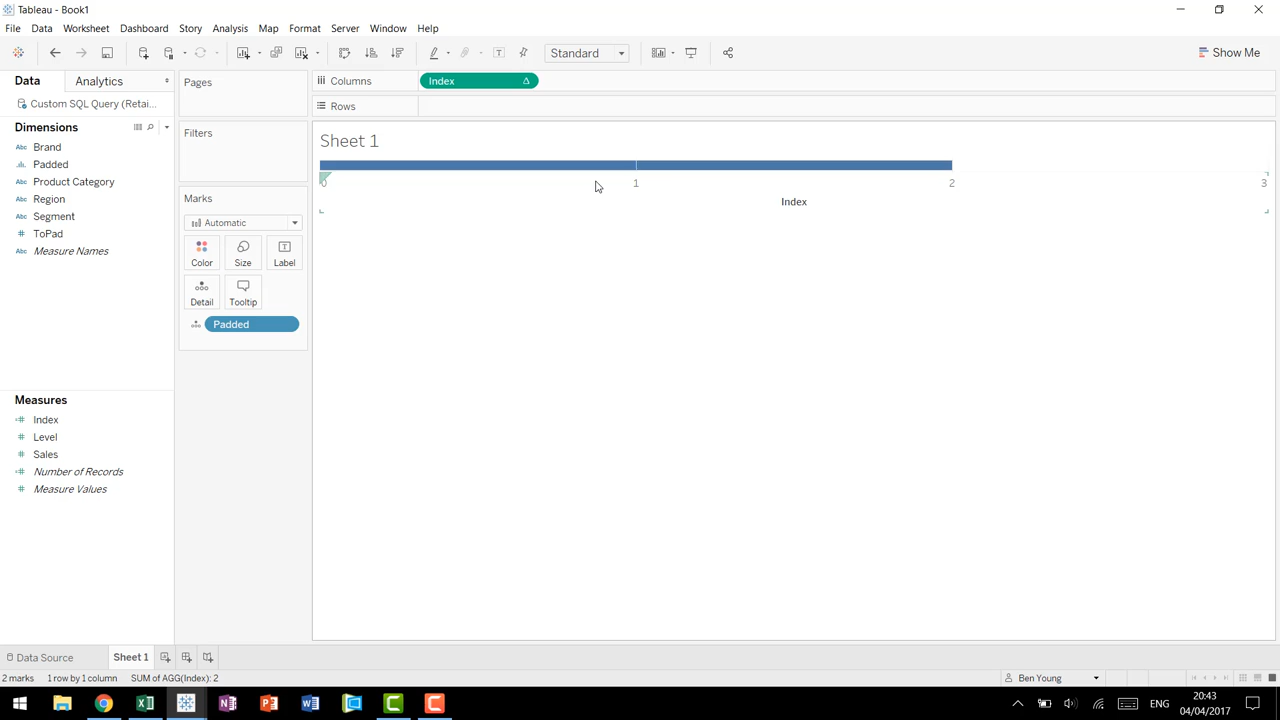 Tableau - Book1
File Data Worksheet Dashboard Story Analysis Map Format Server Window Help
Standard
Show Me
Data Analytics
Custom SQL Query (Retai...
Dimensions
Brand
Padded
Product Category
Region
Segment
ToPad
Measure Names
Measures
Index
Level
Sales
Number of Records
Measure Values
Pages
Filters
Marks
Automatic
Color Size Label
Detail Tooltip
Padded
Columns Index
Rows
Sheet 1
0 1 2 3
Index
Data Source Sheet 1
2 marks 1 row by 1 column SUM of AGG(Index): 2 Ben Young
ENG
20:43
04/04/2017